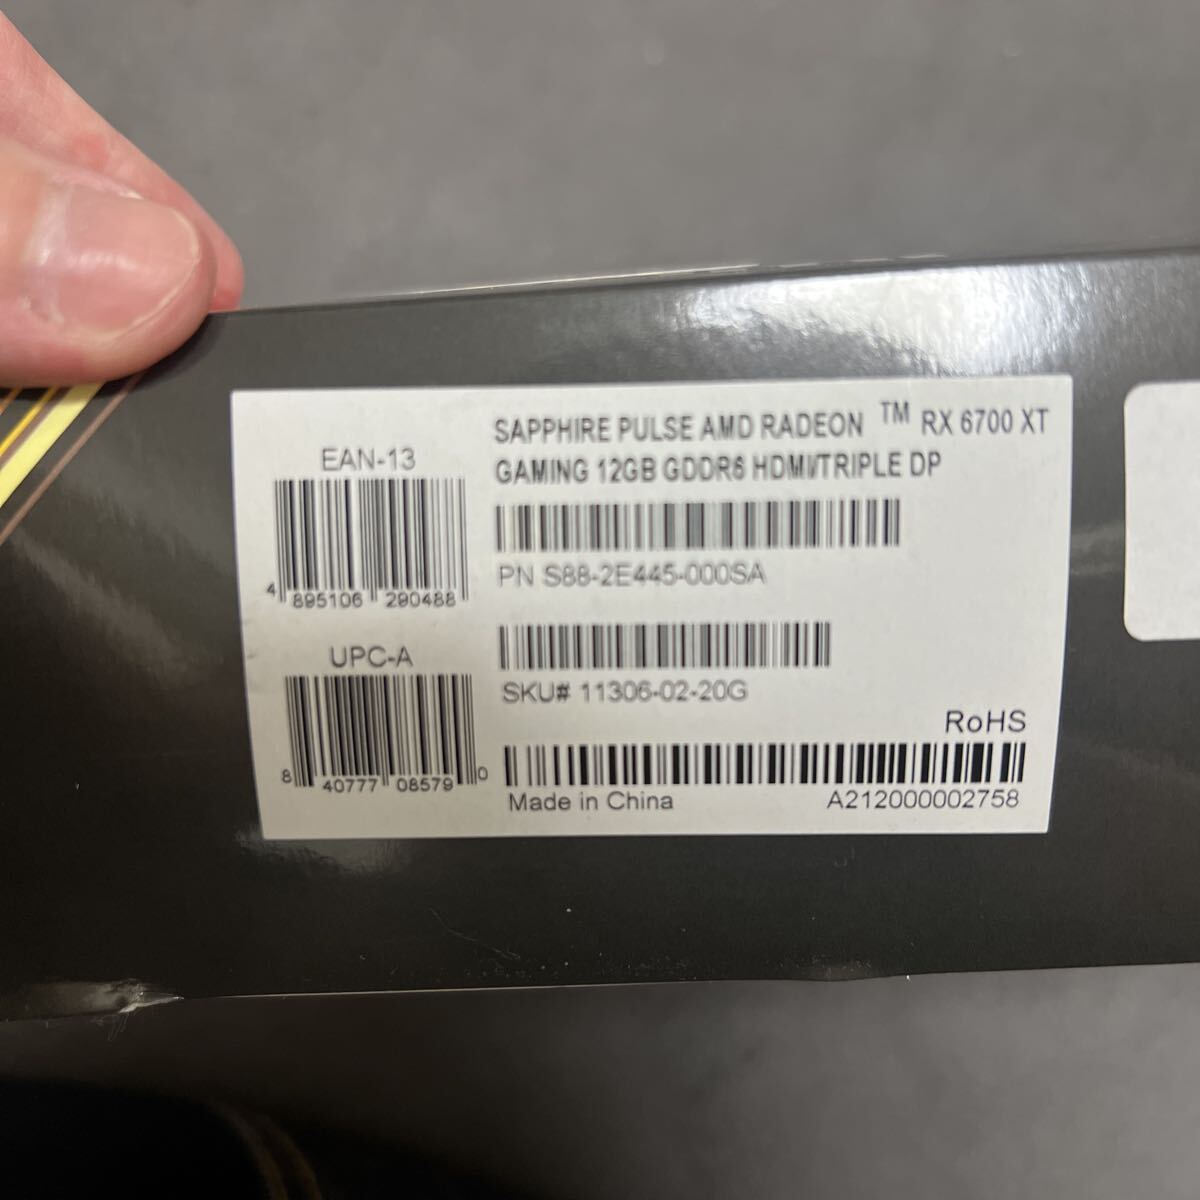 SAPPHIRE PULSE AMD RADEON ™ RX 6700 XT
GAMING 12GB GDDR6 HDMI/TRIPLE DP
EAN-13
4 895106 290488
PN S88-2E445-000SA
UPC-A
8 40777 08579 0
SKU# 11306-02-20G
RoHS
Made in China
A212000002758